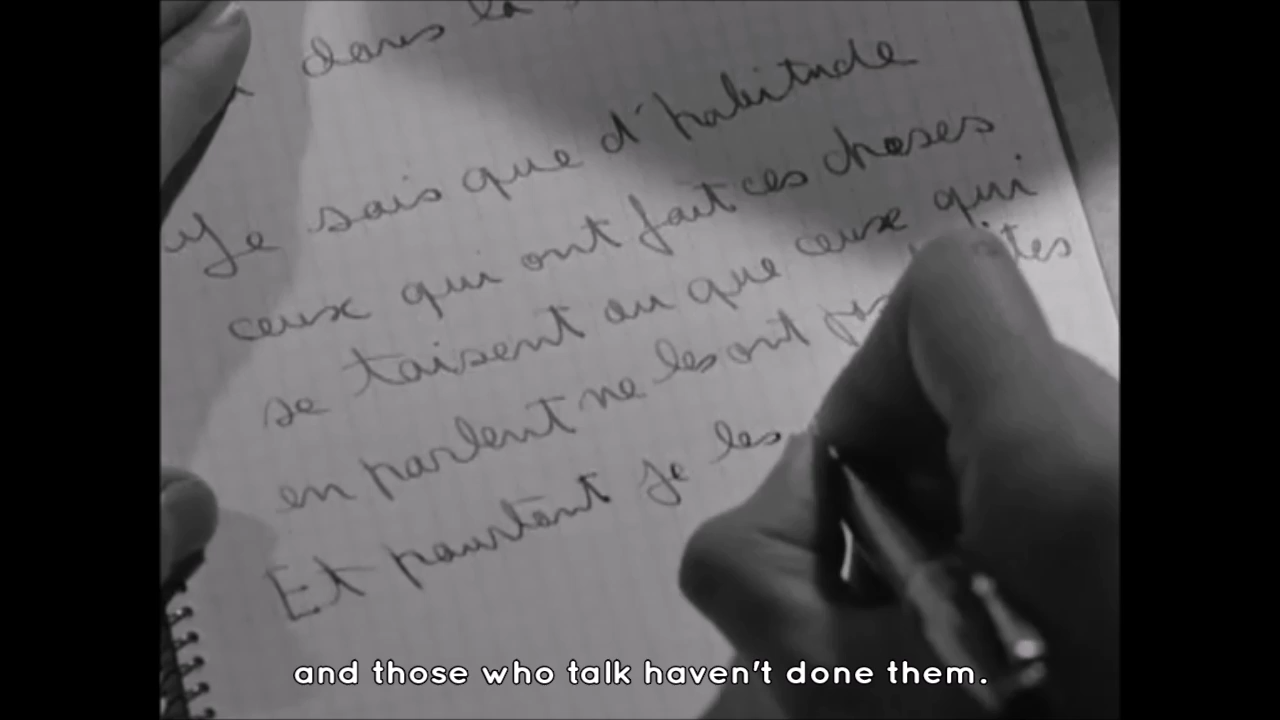 dans la
Je sais que d'habitude
ceux qui ont fait ces choses
se taisent ou que ceux qui
en parlent ne les ont pas
Et pourtant je les
and those who talk haven't done them.